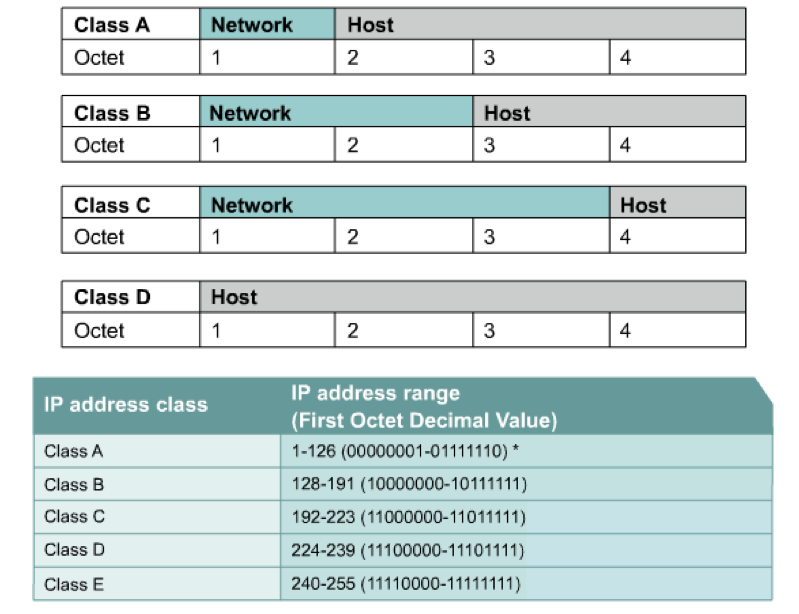 Class A Network Host
Octet 1 2 3 4
Class B Network Host
Octet 1 2 3 4
Class C Network Host
Octet 1 2 3 4
Class D Host
Octet 1 2 3 4
IP address class IP address range
(First Octet Decimal Value)
Class A 1-126 (00000001-01111110) *
Class B 128-191 (10000000-10111111)
Class C 192-223 (11000000-11011111)
Class D 224-239 (11100000-11101111)
Class E 240-255 (11110000-11111111)